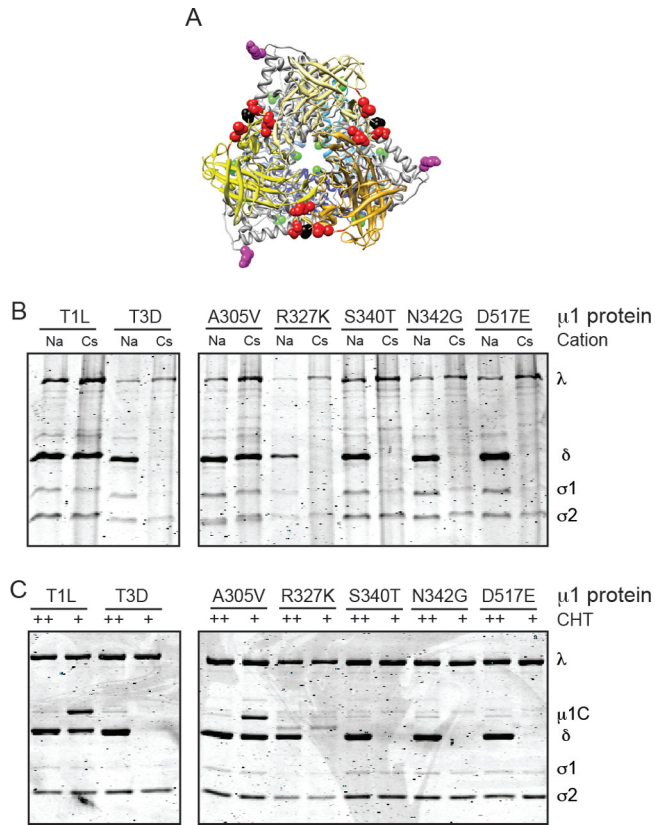 A
B
T1L T3D A305V R327K S340T N342G D517E μ1 protein
Na Cs Na Cs Na Cs Na Cs Na Cs Na Cs Na Cs Cation
λ
δ
σ1
σ2
C
T1L T3D A305V R327K S340T N342G D517E μ1 protein
++ + ++ + ++ + ++ + ++ + ++ + ++ + CHT
λ
μ1C
δ
σ1
σ2